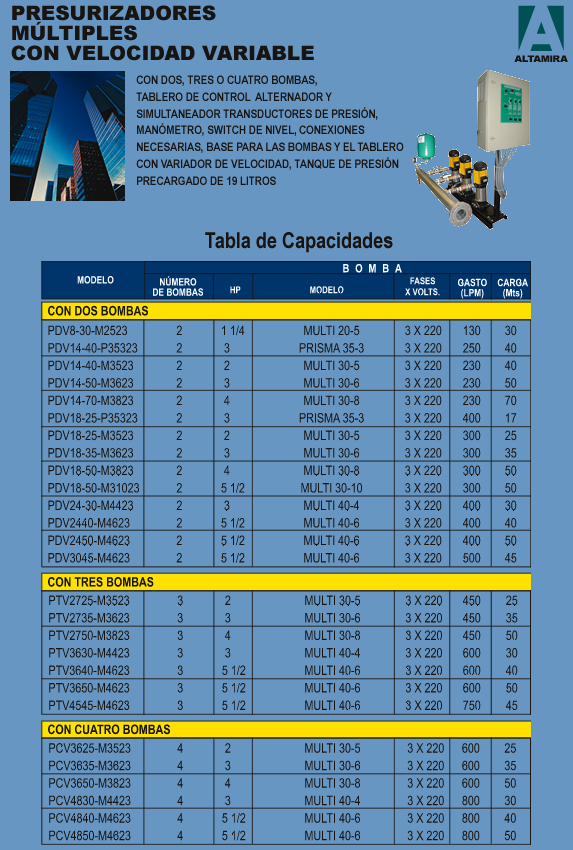 PRESURIZADORES
MÚLTIPLES
CON VELOCIDAD VARIABLE
ALTAMIRA
CON DOS, TRES O CUATRO BOMBAS,
TABLERO DE CONTROL ALTERNADOR Y
SIMULTANEADOR TRANSDUCTORES DE PRESIÓN,
MANÓMETRO, SWITCH DE NIVEL, CONEXIONES
NECESARIAS, BASE PARA LAS BOMBAS Y EL TABLERO
CON VARIADOR DE VELOCIDAD, TANQUE DE PRESIÓN
PRECARGADO DE 19 LITROS
Tabla de Capacidades
BOMBA
MODELO NÚMERO DE BOMBAS HP MODELO FASES X VOLTS. GASTO (LPM) CARGA (Mts)
CON DOS BOMBAS
PDV8-30-M2523 2 1 1/4 MULTI 20-5 3 X 220 130 30
PDV14-40-P35323 2 3 PRISMA 35-3 3 X 220 250 40
PDV14-40-M3523 2 2 MULTI 30-5 3 X 220 230 40
PDV14-50-M3623 2 3 MULTI 30-6 3 X 220 230 50
PDV14-70-M3823 2 4 MULTI 30-8 3 X 220 230 70
PDV18-25-P35323 2 3 PRISMA 35-3 3 X 220 400 17
PDV18-25-M3523 2 2 MULTI 30-5 3 X 220 300 25
PDV18-35-M3623 2 3 MULTI 30-6 3 X 220 300 35
PDV18-50-M3823 2 4 MULTI 30-8 3 X 220 300 50
PDV18-50-M31023 2 5 1/2 MULTI 30-10 3 X 220 300 50
PDV24-30-M4423 2 3 MULTI 40-4 3 X 220 400 30
PDV2440-M4623 2 5 1/2 MULTI 40-6 3 X 220 400 40
PDV2450-M4623 2 5 1/2 MULTI 40-6 3 X 220 400 50
PDV3045-M4623 2 5 1/2 MULTI 40-6 3 X 220 500 45
CON TRES BOMBAS
PTV2725-M3523 3 2 MULTI 30-5 3 X 220 450 25
PTV2735-M3623 3 3 MULTI 30-6 3 X 220 450 35
PTV2750-M3823 3 4 MULTI 30-8 3 X 220 450 50
PTV3630-M4423 3 3 MULTI 40-4 3 X 220 600 30
PTV3640-M4623 3 5 1/2 MULTI 40-6 3 X 220 600 40
PTV3650-M4623 3 5 1/2 MULTI 40-6 3 X 220 600 50
PTV4545-M4623 3 5 1/2 MULTI 40-6 3 X 220 750 45
CON CUATRO BOMBAS
PCV3625-M3523 4 2 MULTI 30-5 3 X 220 600 25
PCV3635-M3623 4 3 MULTI 30-6 3 X 220 600 35
PCV3650-M3823 4 4 MULTI 30-8 3 X 220 600 50
PCV4830-M4423 4 3 MULTI 40-4 3 X 220 800 30
PCV4840-M4623 4 5 1/2 MULTI 40-6 3 X 220 800 40
PCV4850-M4623 4 5 1/2 MULTI 40-6 3 X 220 800 50